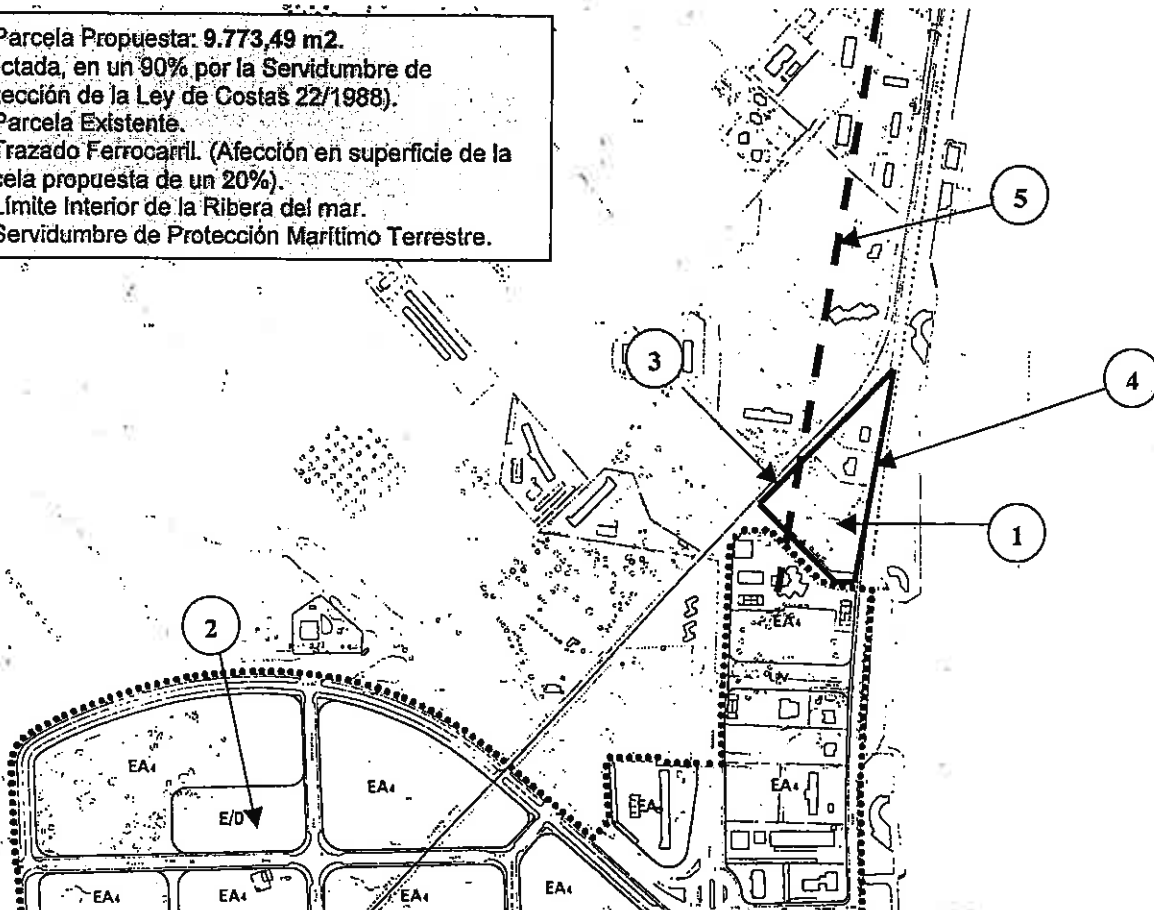 Parcela Propuesta: 9.773,49 m2.
ctada, en un 90% por la Servidumbre de
ección de la Ley de Costas 22/1988).
Parcela Existente.
Trazado Ferrocarril. (Afección en superficie de la
cela propuesta de un 20%).
Límite Interior de la Ribera del mar.
Servidumbre de Protección Marítimo Terrestre.
5
3
4
1
2
EA4
EA4
EA4
E/D
EA
EA4
EA4
EA4
EA4
EA4